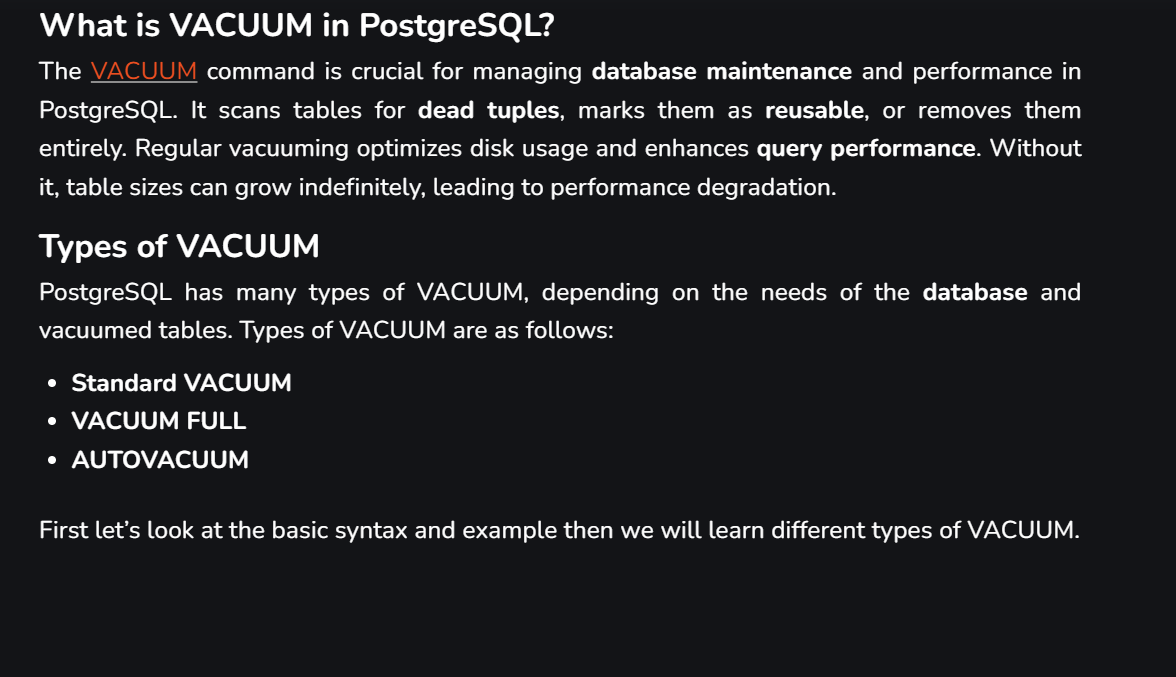 What is VACUUM in PostgreSQL?
The VACUUM command is crucial for managing database maintenance and performance in
PostgreSQL. It scans tables for dead tuples, marks them as reusable, or removes them
entirely. Regular vacuuming optimizes disk usage and enhances query performance. Without
it, table sizes can grow indefinitely, leading to performance degradation.
Types of VACUUM
PostgreSQL has many types of VACUUM, depending on the needs of the database and
vacuumed tables. Types of VACUUM are as follows:
• Standard VACUUM
• VACUUM FULL
• AUTOVACUUM
First let’s look at the basic syntax and example then we will learn different types of VACUUM.